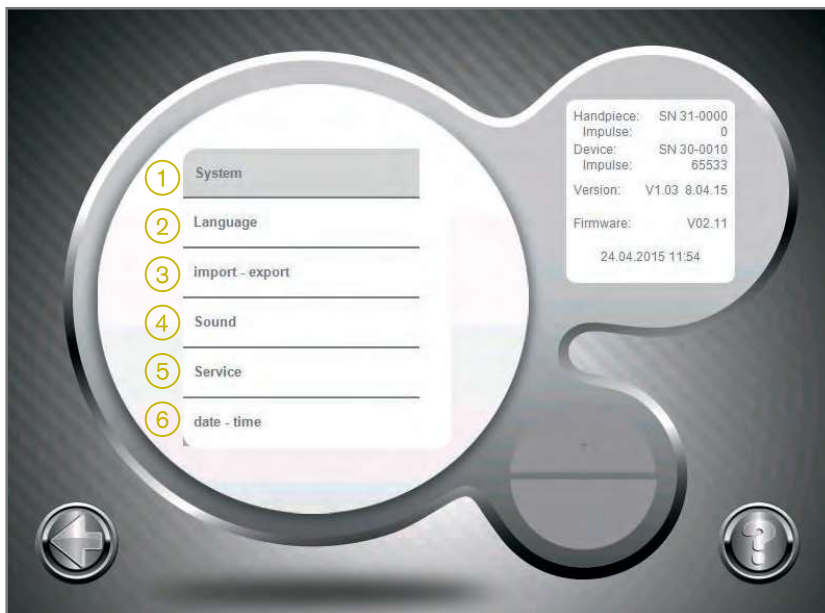 1 System
2 Language
3 import - export
4 Sound
5 Service
6 date - time
Handpiece: SN 31-0000
Impulse: 0
Device: SN 30-0010
Impulse: 65533
Version: V1.03 8.04.15
Firmware: V02.11
24.04.2015 11:54
?